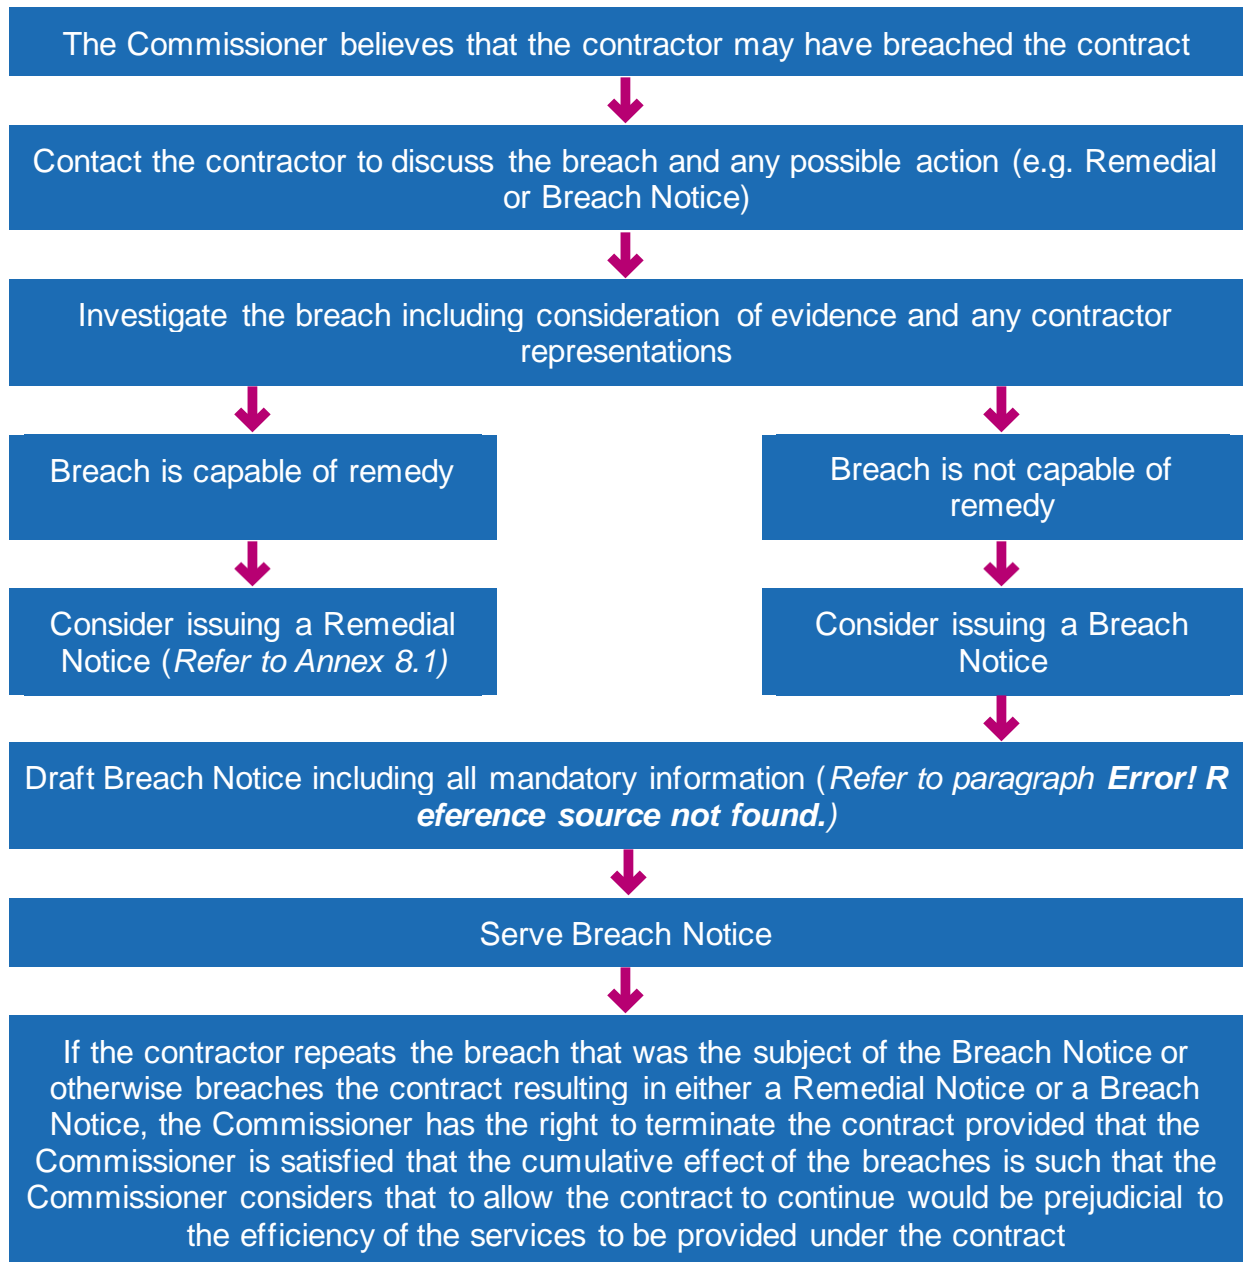 The Commissioner believes that the contractor may have breached the contract
Contact the contractor to discuss the breach and any possible action (e.g. Remedial
or Breach Notice)
Investigate the breach including consideration of evidence and any contractor
representations
Breach is capable of remedy
Breach is not capable of
remedy
Consider issuing a Remedial
Notice (Refer to Annex 8.1)
Consider issuing a Breach
Notice
Draft Breach Notice including all mandatory information (Refer to paragraph Error! R
eference source not found.)
Serve Breach Notice
If the contractor repeats the breach that was the subject of the Breach Notice or
otherwise breaches the contract resulting in either a Remedial Notice or a Breach
Notice, the Commissioner has the right to terminate the contract provided that the
Commissioner is satisfied that the cumulative effect of the breaches is such that the
Commissioner considers that to allow the contract to continue would be prejudicial to
the efficiency of the services to be provided under the contract